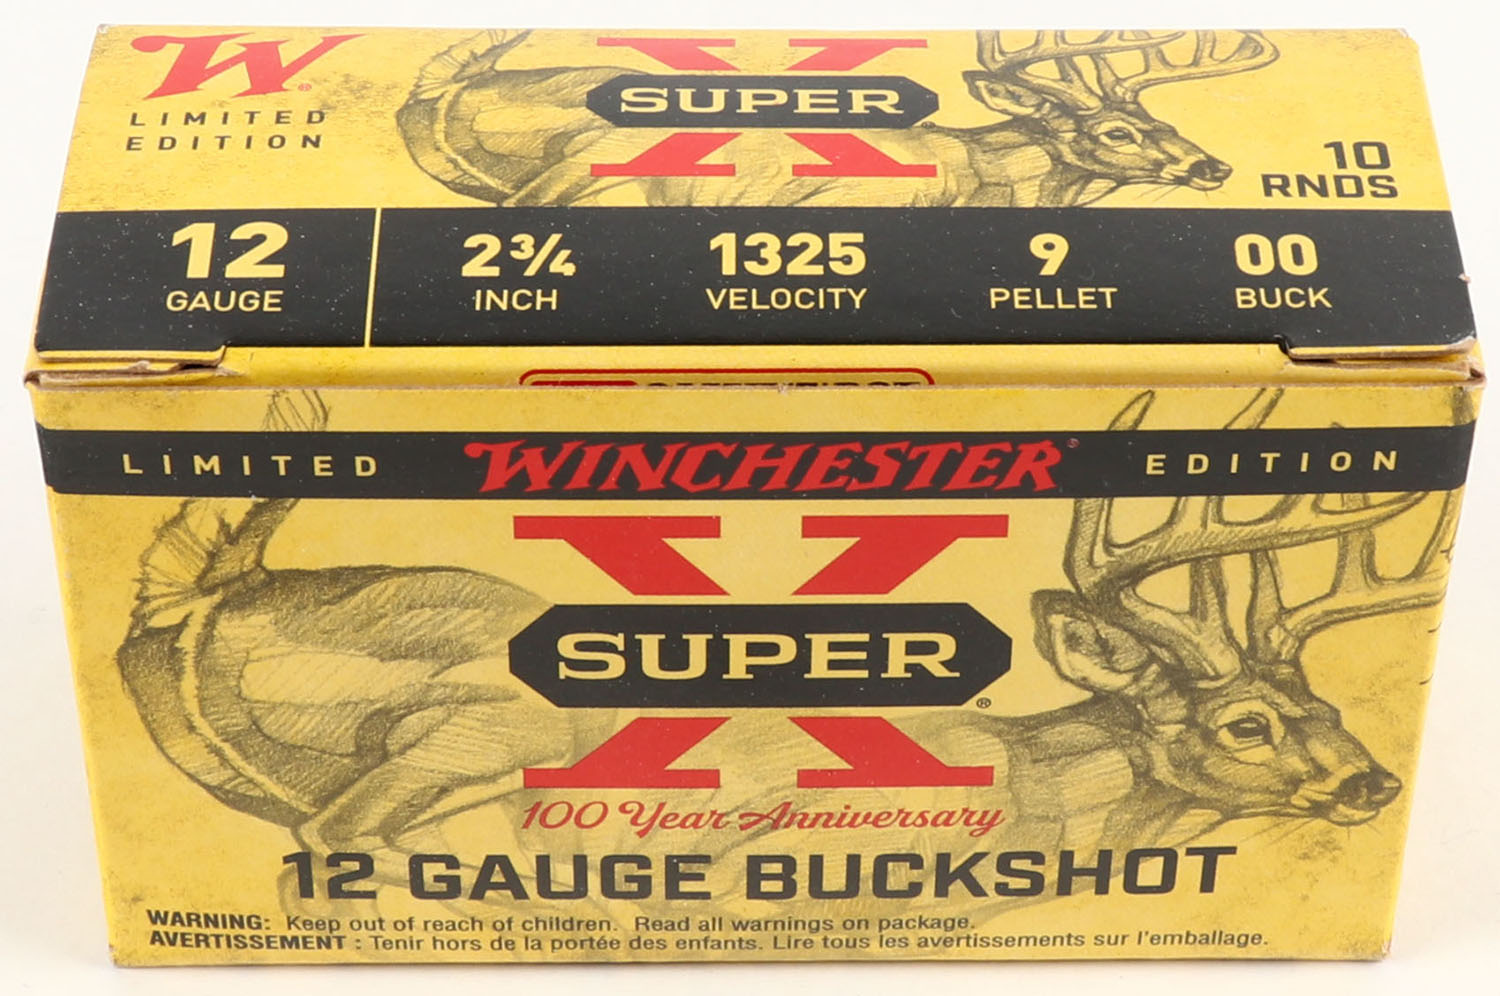 W®
LIMITED
EDITION
X
SUPER®
10
RNDS
12
GAUGE
2 3/4
INCH
1325
VELOCITY
9
PELLET
00
BUCK
LIMITED WINCHESTER® EDITION
X
SUPER®
100 Year Anniversary
12 GAUGE BUCKSHOT
WARNING: Keep out of reach of children. Read all warnings on package.
AVERTISSEMENT : Tenir hors de la portée des enfants. Lire tous les avertissements sur l'emballage.